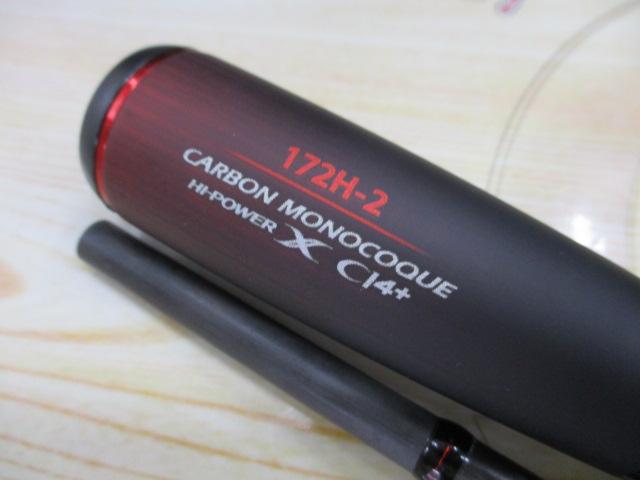 172H-2
CARBON MONOCOQUE
HI-POWER X CI4+